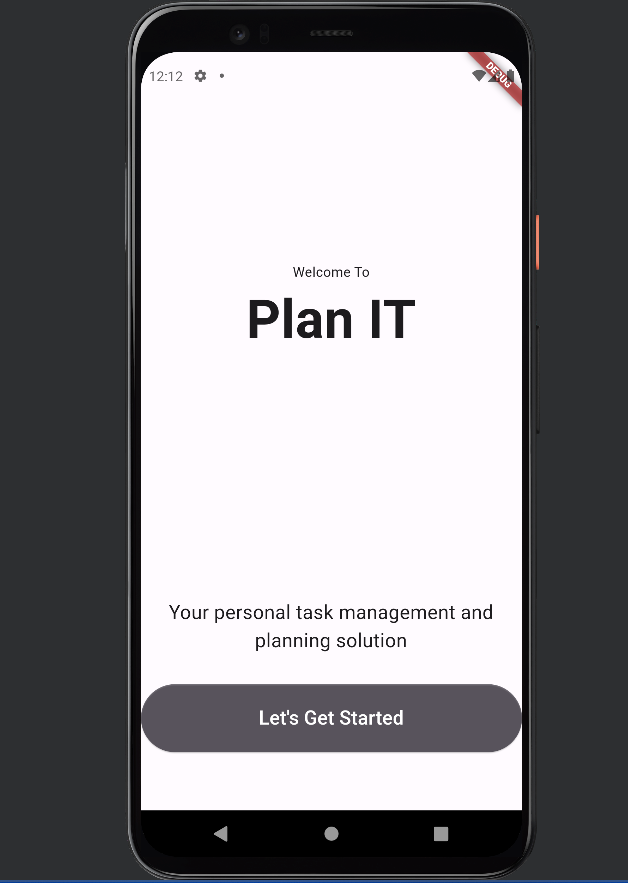 12:12
DEBUG
Welcome To
Plan IT
Your personal task management and
planning solution
Let's Get Started